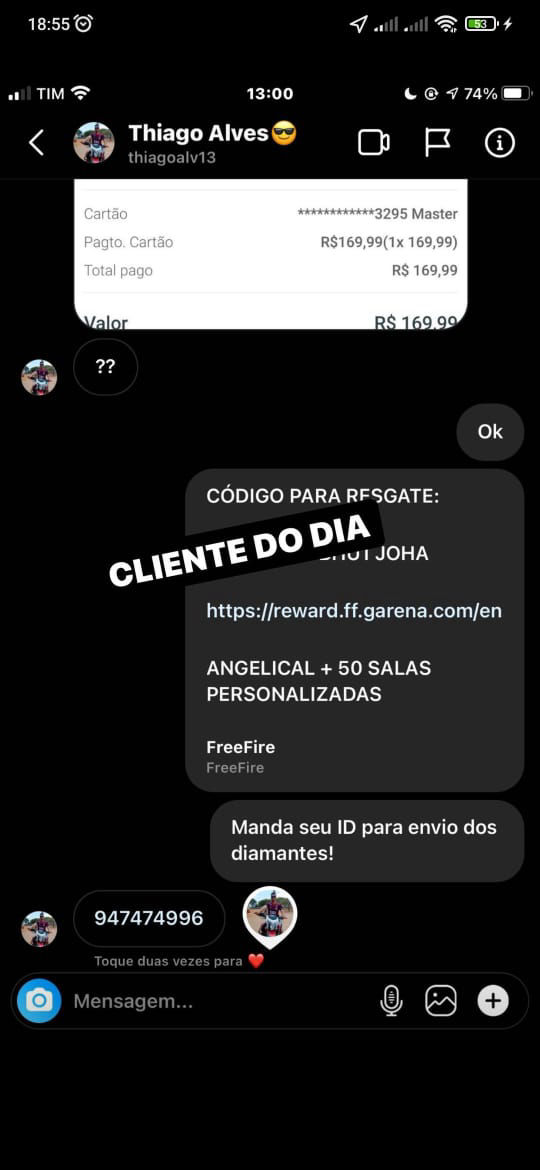 18:55
53
TIM
13:00
74%
Thiago Alves😎
thiagoalv13
Cartão
************3295 Master
Pagto. Cartão
R$169,99(1x 169,99)
Total pago
R$ 169,99
Valor
R$ 169,99
??
Ok
CÓDIGO PARA RESGATE:
CLIENTE DO DIA
JOHA
https://reward.ff.garena.com/en
ANGELICAL + 50 SALAS
PERSONALIZADAS
FreeFire
FreeFire
Manda seu ID para envio dos
diamantes!
947474996
Toque duas vezes para ❤️
Mensagem...